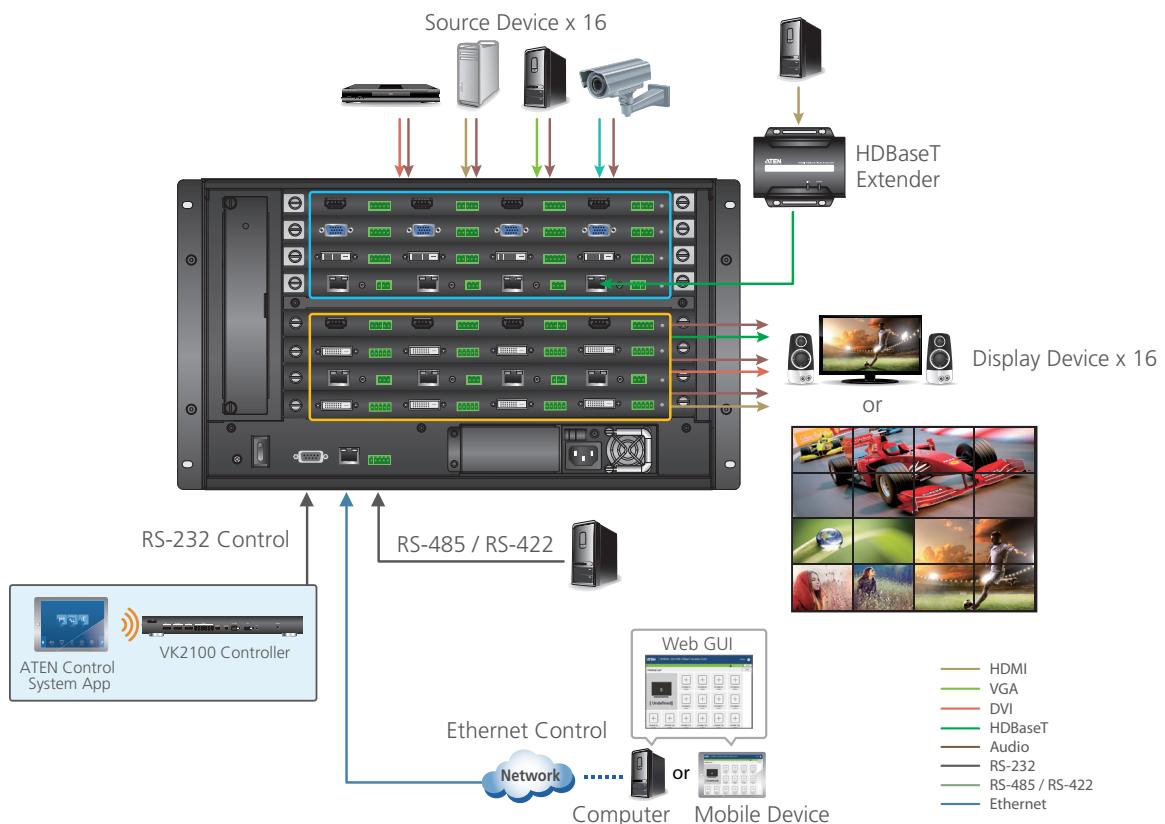 Source Device x 16
HDBaseT
Extender
ATEN
Display Device x 16
or
RS-232 Control
RS-485 / RS-422
ATEN Control
System App
VK2100 Controller
Web GUI
ATEN
[ Undefined]
Ethernet Control
Network
or
Computer
Mobile Device
HDMI
VGA
DVI
HDBaseT
Audio
RS-232
RS-485 / RS-422
Ethernet